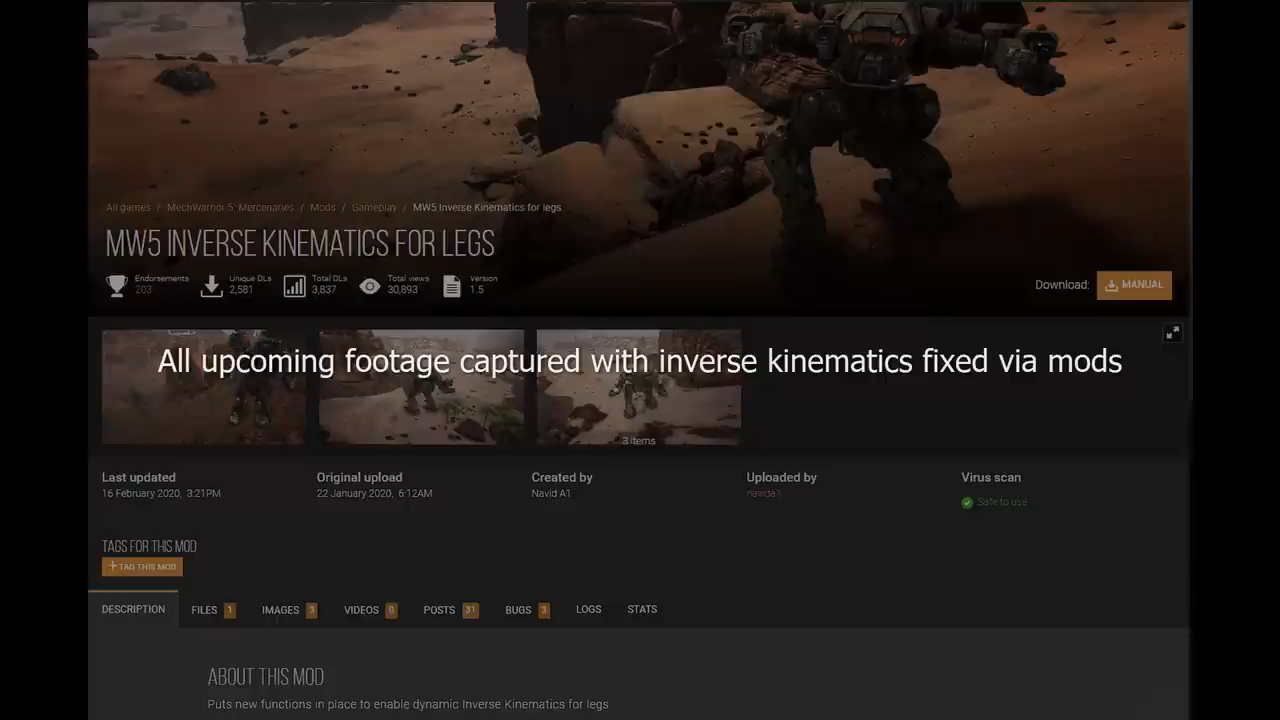 All games / MechWarrior 5: Mercenaries / Mods / Gameplay / MW5 Inverse Kinematics for legs
MW5 INVERSE KINEMATICS FOR LEGS
Endorsements
203
Unique DLs
2,581
Total DLs
3,837
Total views
30,893
Version
1.5
Download:
MANUAL
All upcoming footage captured with inverse kinematics fixed via mods
3 items
Last updated
16 February 2020, 3:21PM
Original upload
22 January 2020, 6:12AM
Created by
Navid A1
Uploaded by
navida1
Virus scan
Safe to use
TAGS FOR THIS MOD
+ TAG THIS MOD
DESCRIPTION
FILES 1
IMAGES 3
VIDEOS 0
POSTS 31
BUGS 3
LOGS
STATS
ABOUT THIS MOD
Puts new functions in place to enable dynamic Inverse Kinematics for legs